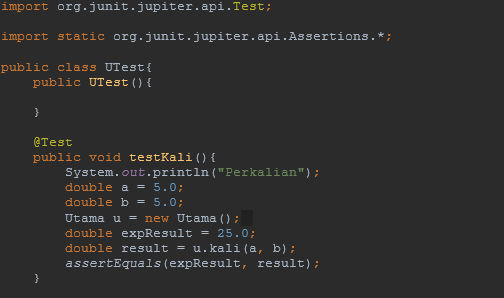 import org.junit.jupiter.api.Test;
import static org.junit.jupiter.api.Assertions.*;
public class UTest{
public UTest(){
}
@Test
public void testKali(){
System.out.println("Perkalian");
double a = 5.0;
double b = 5.0;
Utama u = new Utama();
double expResult = 25.0;
double result = u.kali(a, b);
assertEquals(expResult, result);
}